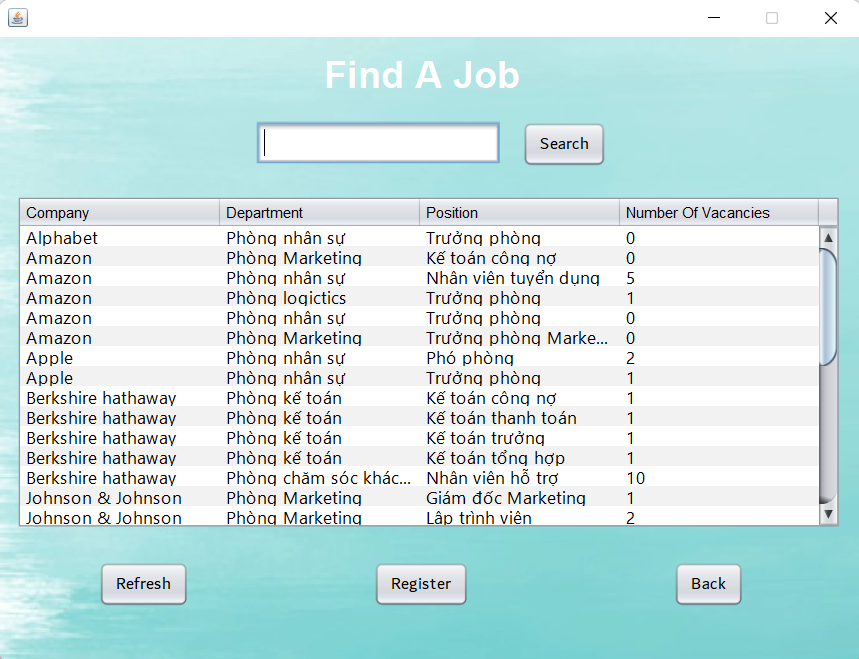 Find A Job
Search
Company Department Position Number Of Vacancies
Alphabet Phòng nhân sự Trưởng phòng 0
Amazon Phòng Marketing Kế toán công nợ 0
Amazon Phòng nhân sự Nhân viên tuyển dụng 5
Amazon Phòng logictics Trưởng phòng 1
Amazon Phòng nhân sự Trưởng phòng 0
Amazon Phòng Marketing Trưởng phòng Marke... 0
Apple Phòng nhân sự Phó phòng 2
Apple Phòng nhân sự Trưởng phòng 1
Berkshire hathaway Phòng kế toán Kế toán công nợ 1
Berkshire hathaway Phòng kế toán Kế toán thanh toán 1
Berkshire hathaway Phòng kế toán Kế toán trưởng 1
Berkshire hathaway Phòng kế toán Kế toán tổng hợp 1
Berkshire hathaway Phòng chăm sóc khác... Nhân viên hỗ trợ 10
Johnson & Johnson Phòng Marketing Giám đốc Marketing 1
Johnson & Johnson Phòng Marketing Lập trình viên 2
Refresh Register Back